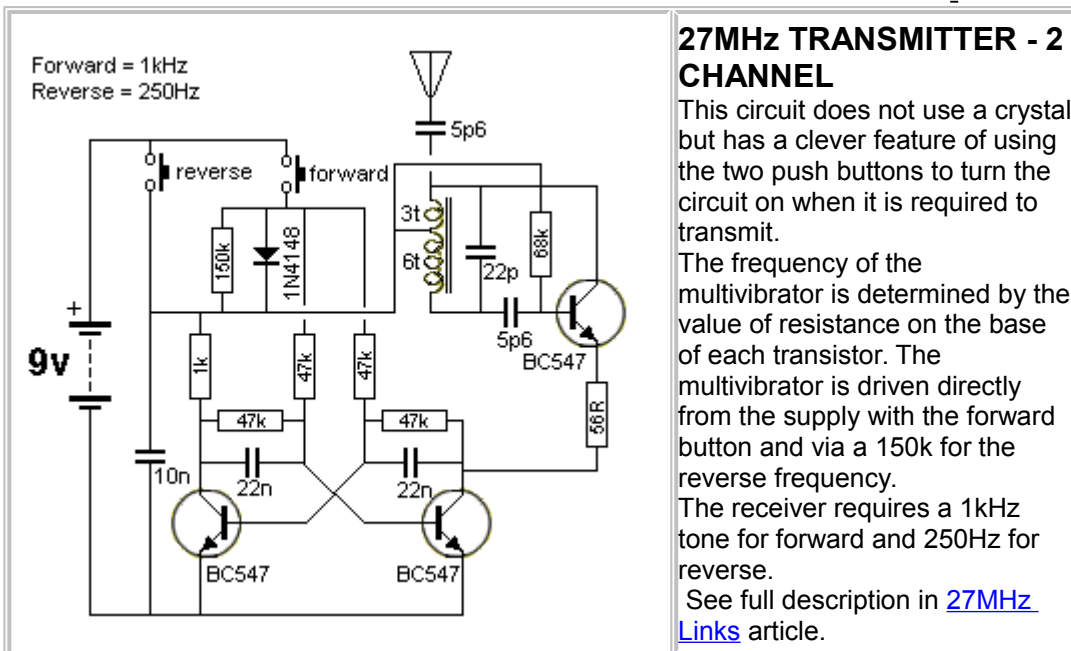 Forward = 1kHz
Reverse = 250Hz
5p6
reverse
forward
150k
1N4148
3t
6t
22p
68k
5p6
BC547
+
9v
1k
47k
47k
47k
47k
56R
10n
22n
22n
BC547
BC547
27MHz TRANSMITTER - 2
CHANNEL
This circuit does not use a crystal
but has a clever feature of using
the two push buttons to turn the
circuit on when it is required to
transmit.
The frequency of the
multivibrator is determined by the
value of resistance on the base
of each transistor. The
multivibrator is driven directly
from the supply with the forward
button and via a 150k for the
reverse frequency.
The receiver requires a 1kHz
tone for forward and 250Hz for
reverse.
See full description in 27MHz
Links article.